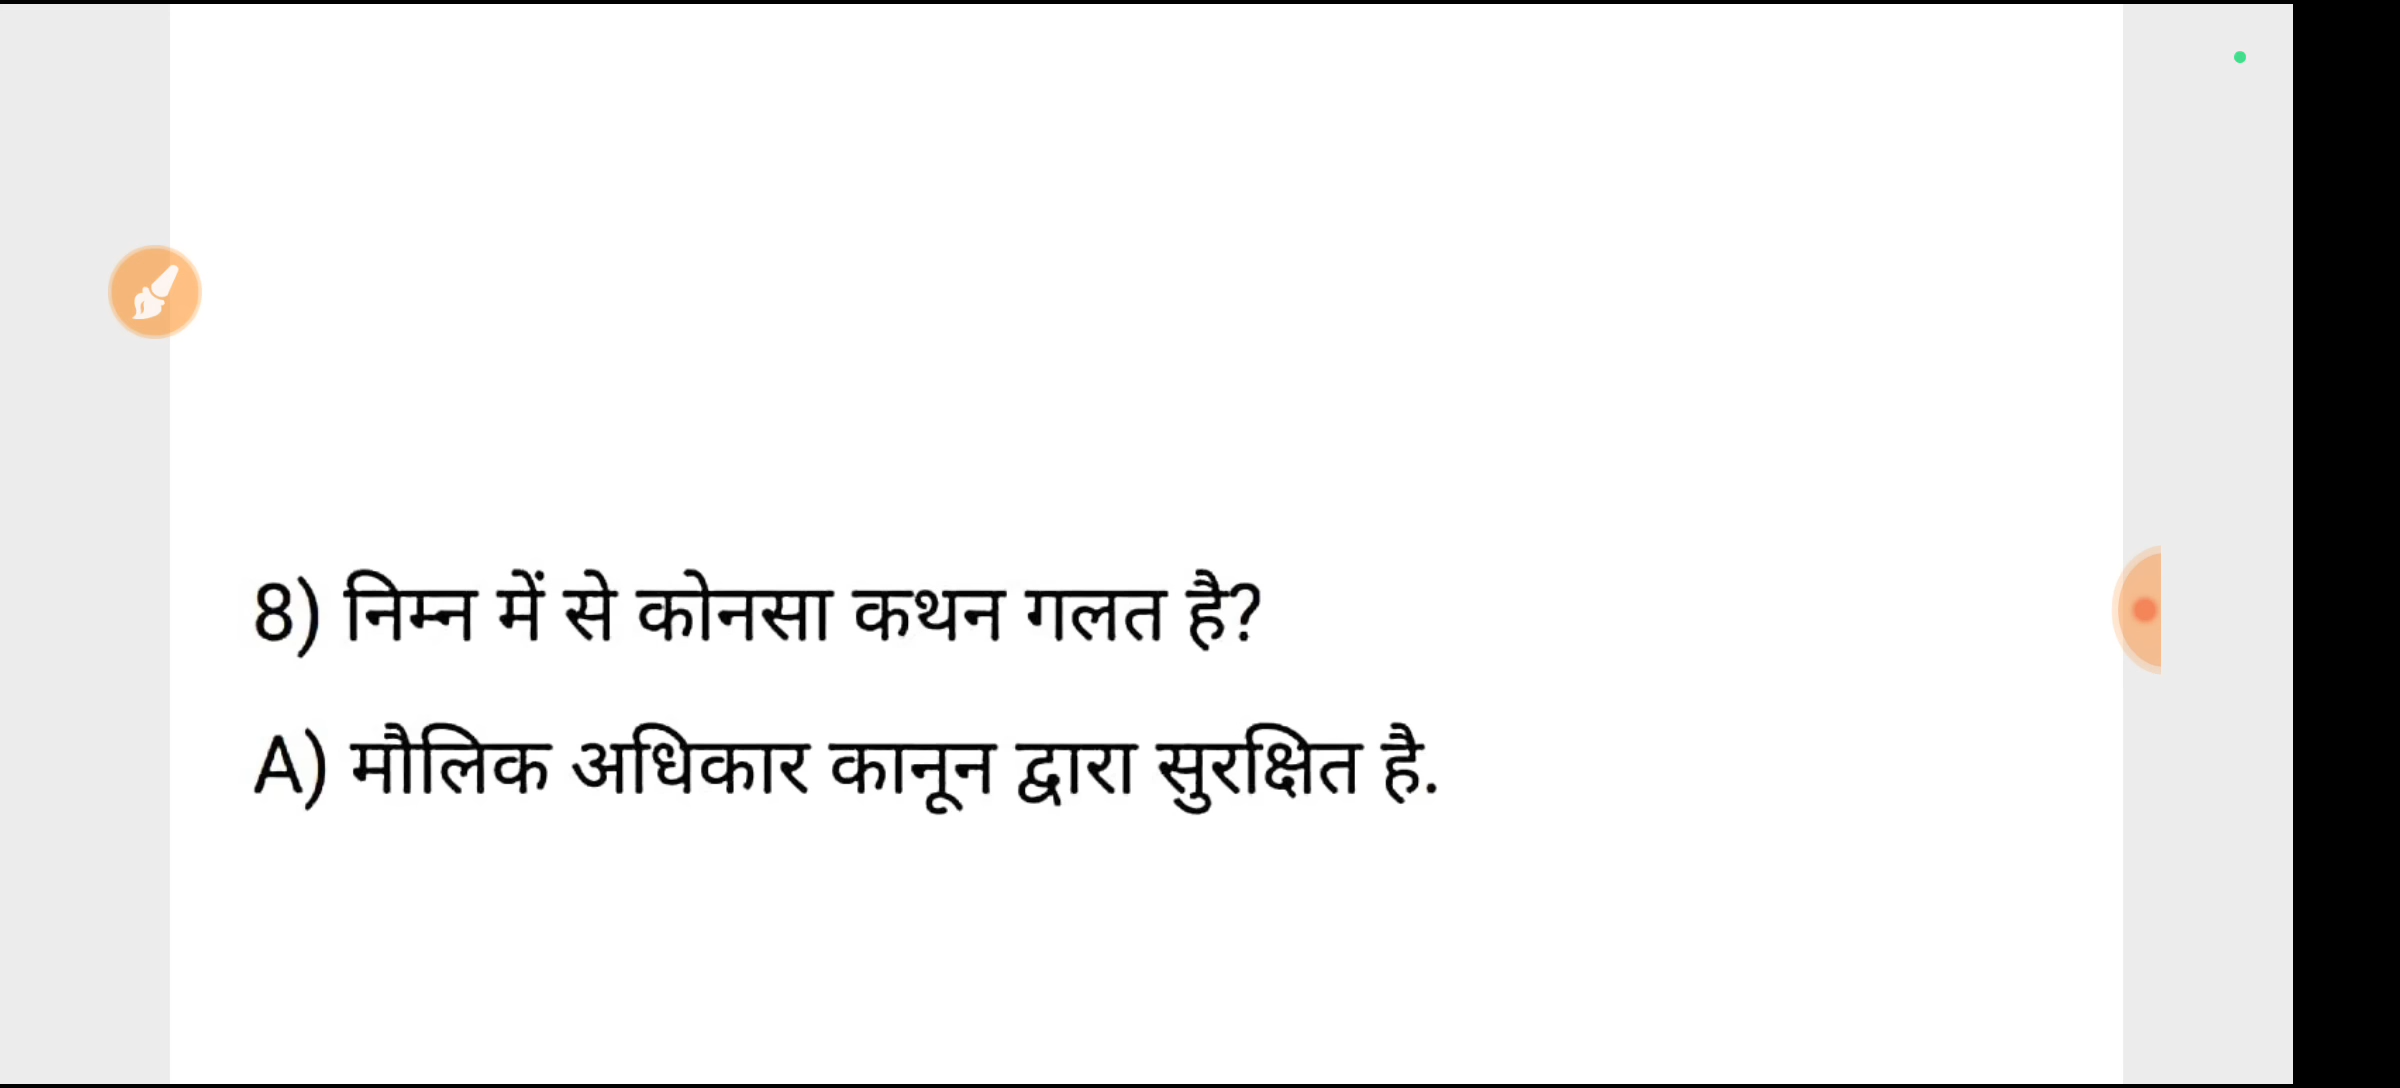 8) निम्न में से कोनसा कथन गलत है?
A) मौलिक अधिकार कानून द्वारा सुरक्षित है.